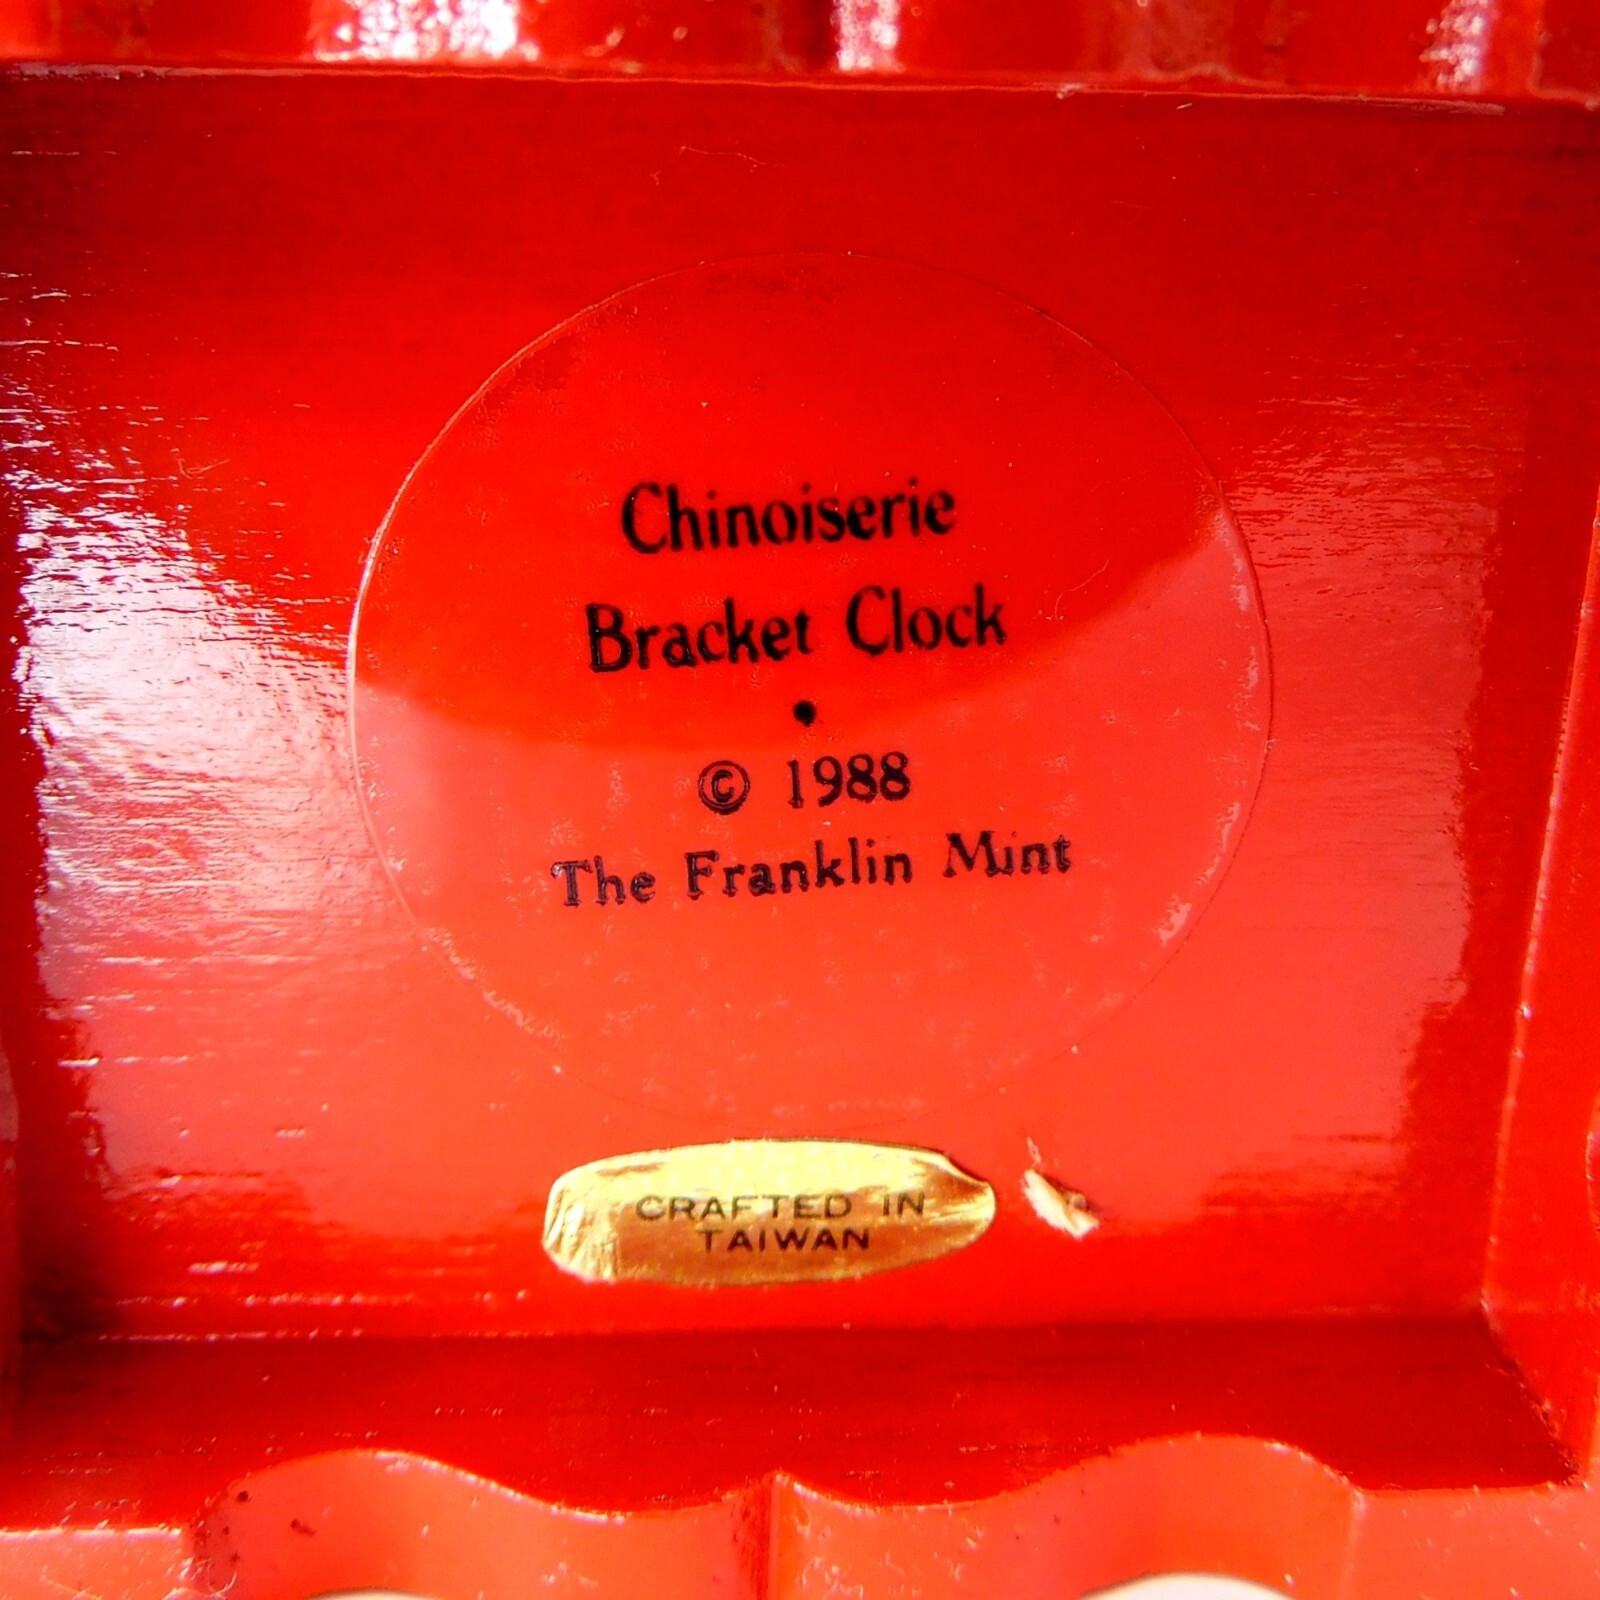 Chinoiserie
Bracket Clock
•
© 1988
The Franklin Mint
CRAFTED IN
TAIWAN